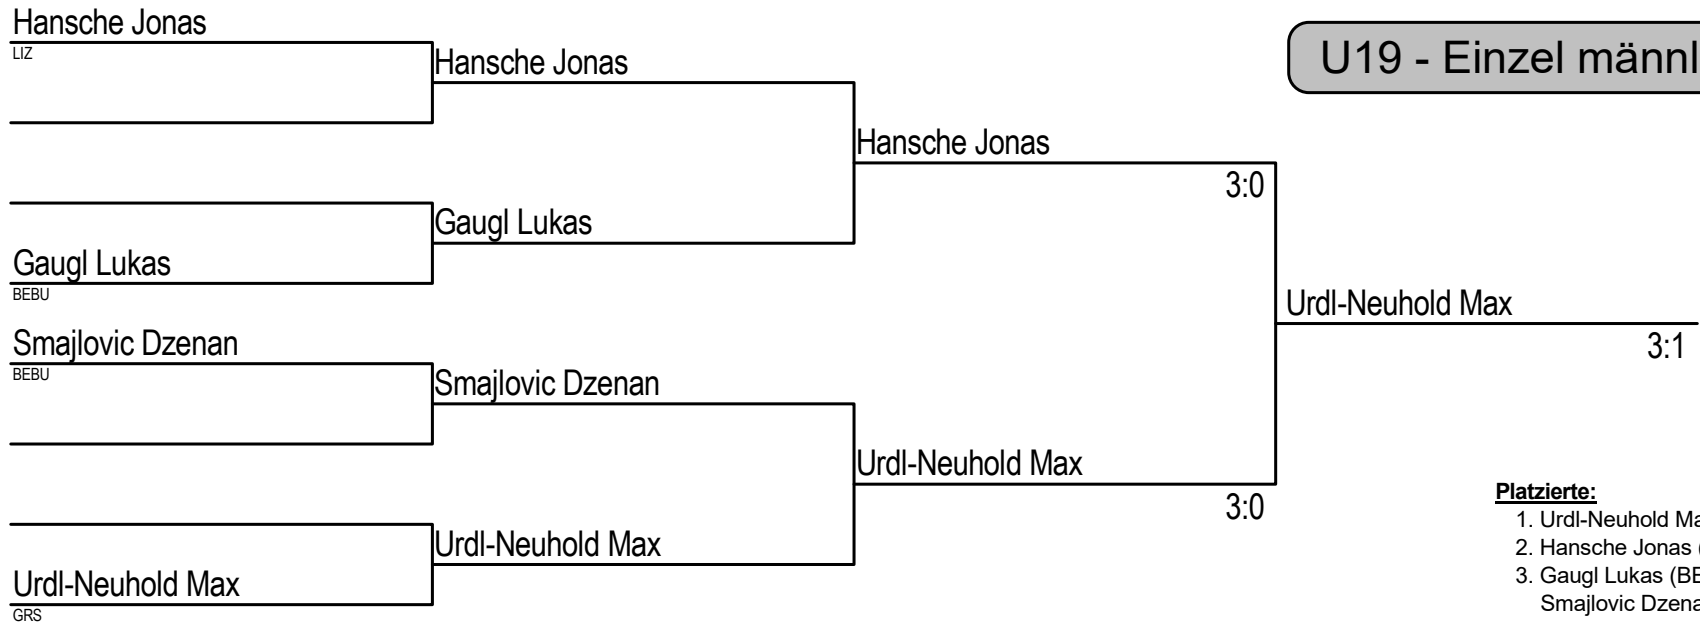 Hansche Jonas
LIZ
U19 - Einzel männl
Hansche Jonas
Hansche Jonas
3:0
Gaugl Lukas
Gaugl Lukas
BEBU
Urdl-Neuhold Max
3:1
Smajlovic Dzenan
BEBU
Smajlovic Dzenan
Urdl-Neuhold Max
3:0
Urdl-Neuhold Max
Urdl-Neuhold Max
GRS
Platzierte:
1. Urdl-Neuhold Ma
2. Hansche Jonas (
3. Gaugl Lukas (BE
Smajlovic Dzena